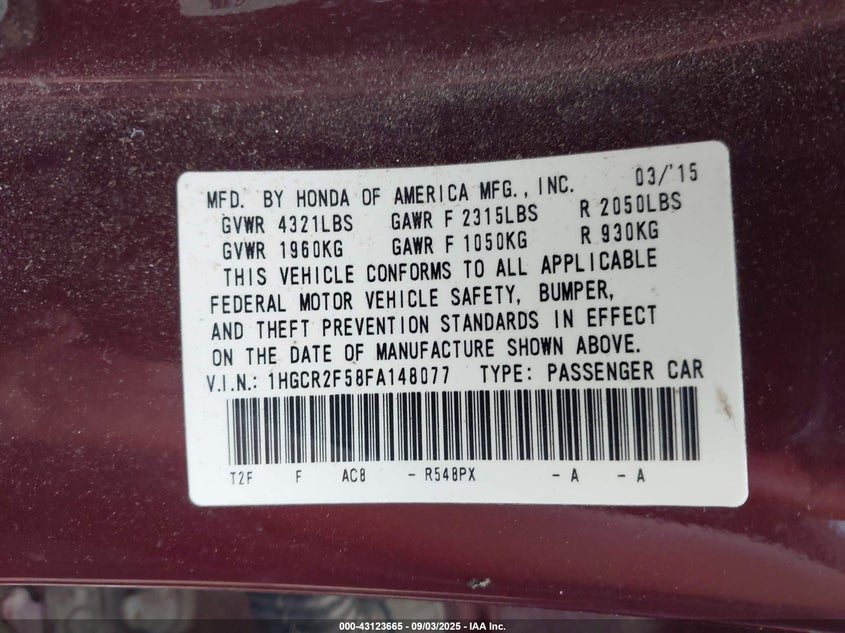 MFD. BY HONDA OF AMERICA MFG., INC. 03/'15
GVWR 4321LBS GAWR F 2315LBS R 2050LBS
GVWR 1960KG GAWR F 1050KG R 930KG
THIS VEHICLE CONFORMS TO ALL APPLICABLE
FEDERAL MOTOR VEHICLE SAFETY, BUMPER,
AND THEFT PREVENTION STANDARDS IN EFFECT
ON THE DATE OF MANUFACTURE SHOWN ABOVE.
V.I.N.: 1HGCR2F58FA148077 TYPE: PASSENGER CAR
T2F F AC8 - R548PX - A - A
000-43123665 - 09/03/2025 - IAA Inc.